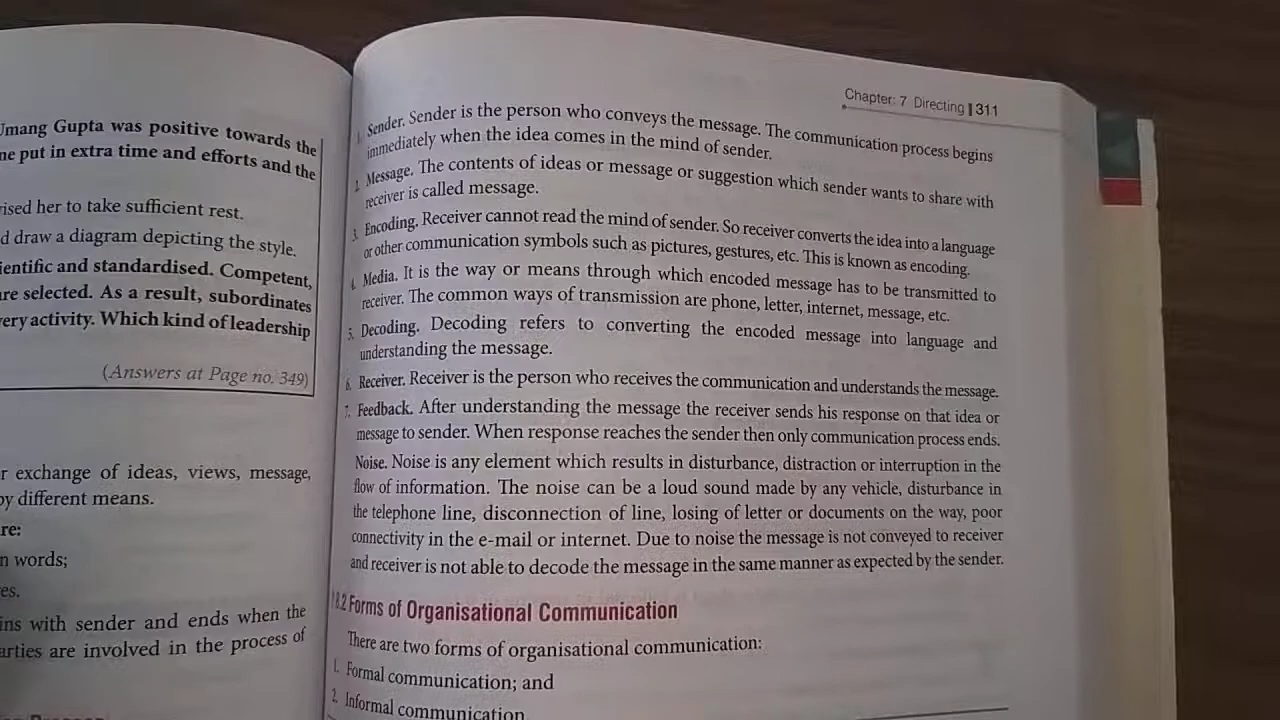 Umang Gupta was positive towards the
ne put in extra time and efforts and the
ised her to take sufficient rest.
d draw a diagram depicting the style.
ientific and standardised. Competent,
are selected. As a result, subordinates
very activity. Which kind of leadership
(Answers at Page no. 349)
r exchange of ideas, views, message,
by different means.
re:
n words;
es.
ins with sender and ends when the
arties are involved in the process of
Chapter: 7 Directing | 311
1. Sender. Sender is the person who conveys the message. The communication process begins
immediately when the idea comes in the mind of sender.
2. Message. The contents of ideas or message or suggestion which sender wants to share with
receiver is called message.
3. Encoding. Receiver cannot read the mind of sender. So receiver converts the idea into a language
or other communication symbols such as pictures, gestures, etc. This is known as encoding.
4. Media. It is the way or means through which encoded message has to be transmitted to
receiver. The common ways of transmission are phone, letter, internet, message, etc.
5. Decoding. Decoding refers to converting the encoded message into language and
understanding the message.
6. Receiver. Receiver is the person who receives the communication and understands the message.
7. Feedback. After understanding the message the receiver sends his response on that idea or
message to sender. When response reaches the sender then only communication process ends.
Noise. Noise is any element which results in disturbance, distraction or interruption in the
flow of information. The noise can be a loud sound made by any vehicle, disturbance in
the telephone line, disconnection of line, losing of letter or documents on the way, poor
connectivity in the e-mail or internet. Due to noise the message is not conveyed to receiver
and receiver is not able to decode the message in the same manner as expected by the sender.
8.2 Forms of Organisational Communication
There are two forms of organisational communication:
1. Formal communication; and
2. Informal communication